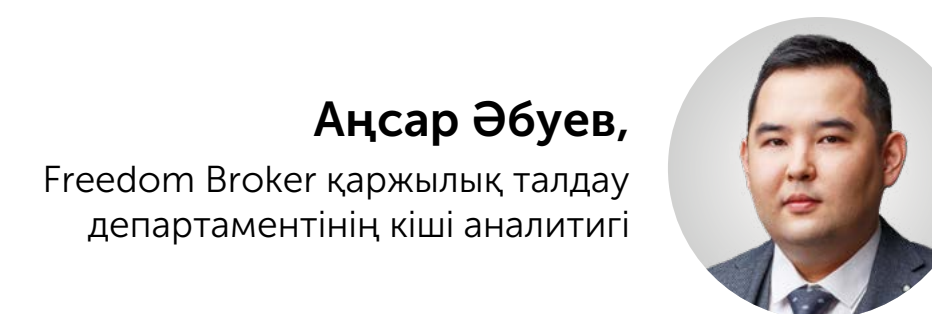 Аңсар Әбуев,
Freedom Broker қаржылық талдау
департаментінің кіші аналитигі